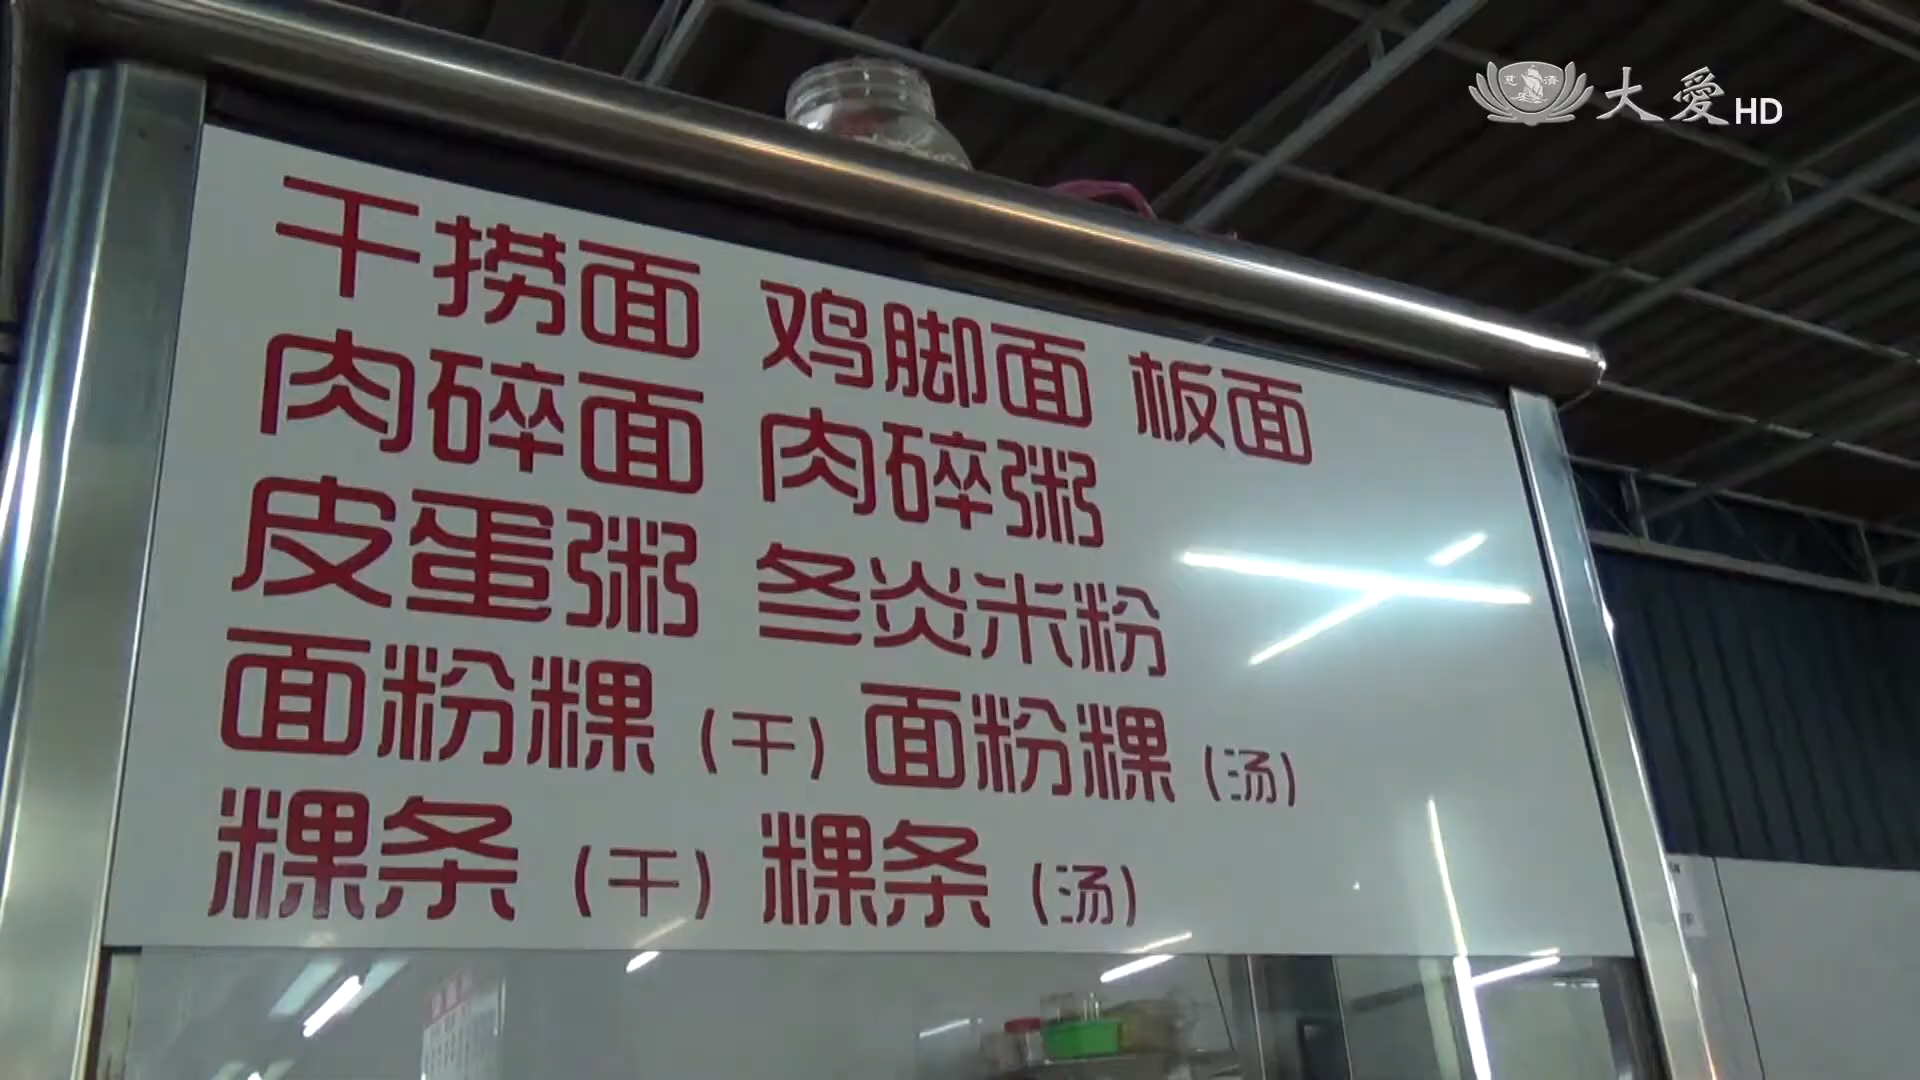 大愛HD
干捞面 鸡脚面 板面
肉碎面 肉碎粥
皮蛋粥 冬炎米粉
面粉粿 (干) 面粉粿 (汤)
粿条 (干) 粿条 (汤)